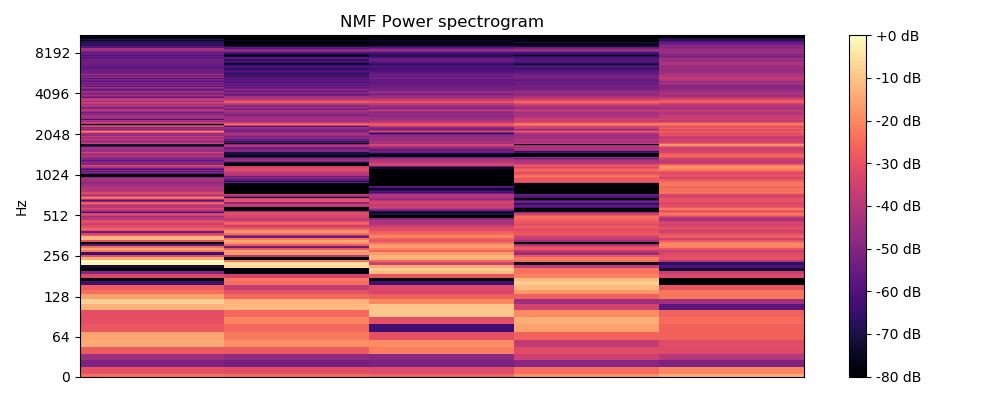 NMF Power spectrogram
Hz
8192
4096
2048
1024
512
256
128
64
0
+0 dB
-10 dB
-20 dB
-30 dB
-40 dB
-50 dB
-60 dB
-70 dB
-80 dB